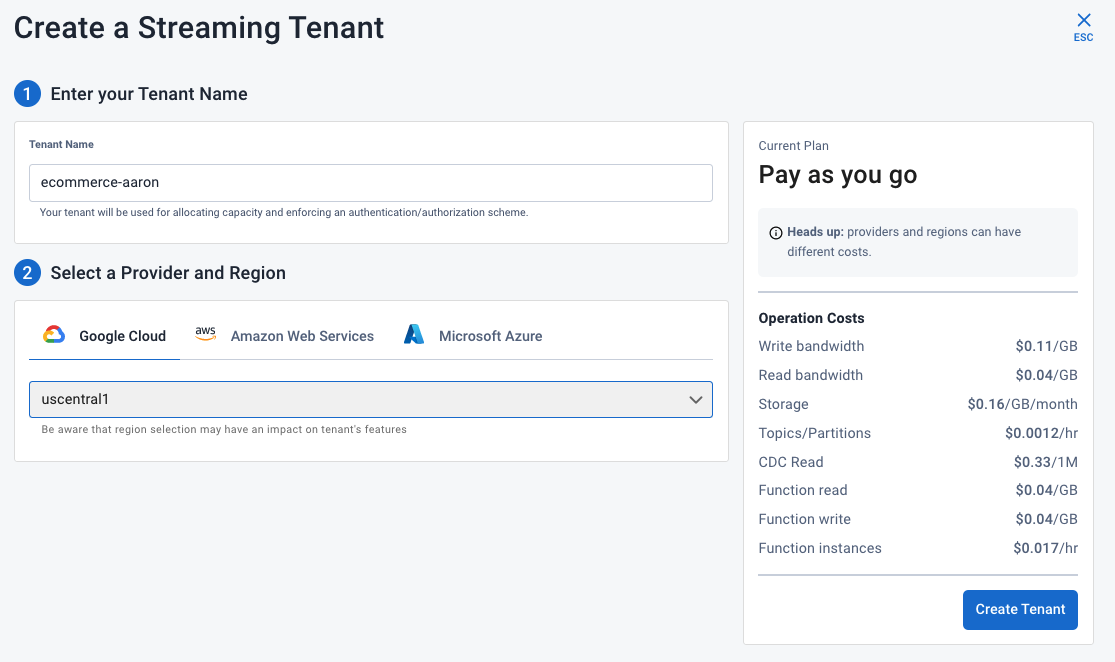 Create a Streaming Tenant
ESC
1 Enter your Tenant Name
Tenant Name
ecommerce-aaron
Your tenant will be used for allocating capacity and enforcing an authentication/authorization scheme.
2 Select a Provider and Region
Google Cloud aws Amazon Web Services Microsoft Azure
uscentral1
Be aware that region selection may have an impact on tenant's features
Current Plan
Pay as you go
Heads up: providers and regions can have
different costs.
Operation Costs
Write bandwidth $0.11/GB
Read bandwidth $0.04/GB
Storage $0.16/GB/month
Topics/Partitions $0.0012/hr
CDC Read $0.33/1M
Function read $0.04/GB
Function write $0.04/GB
Function instances $0.017/hr
Create Tenant